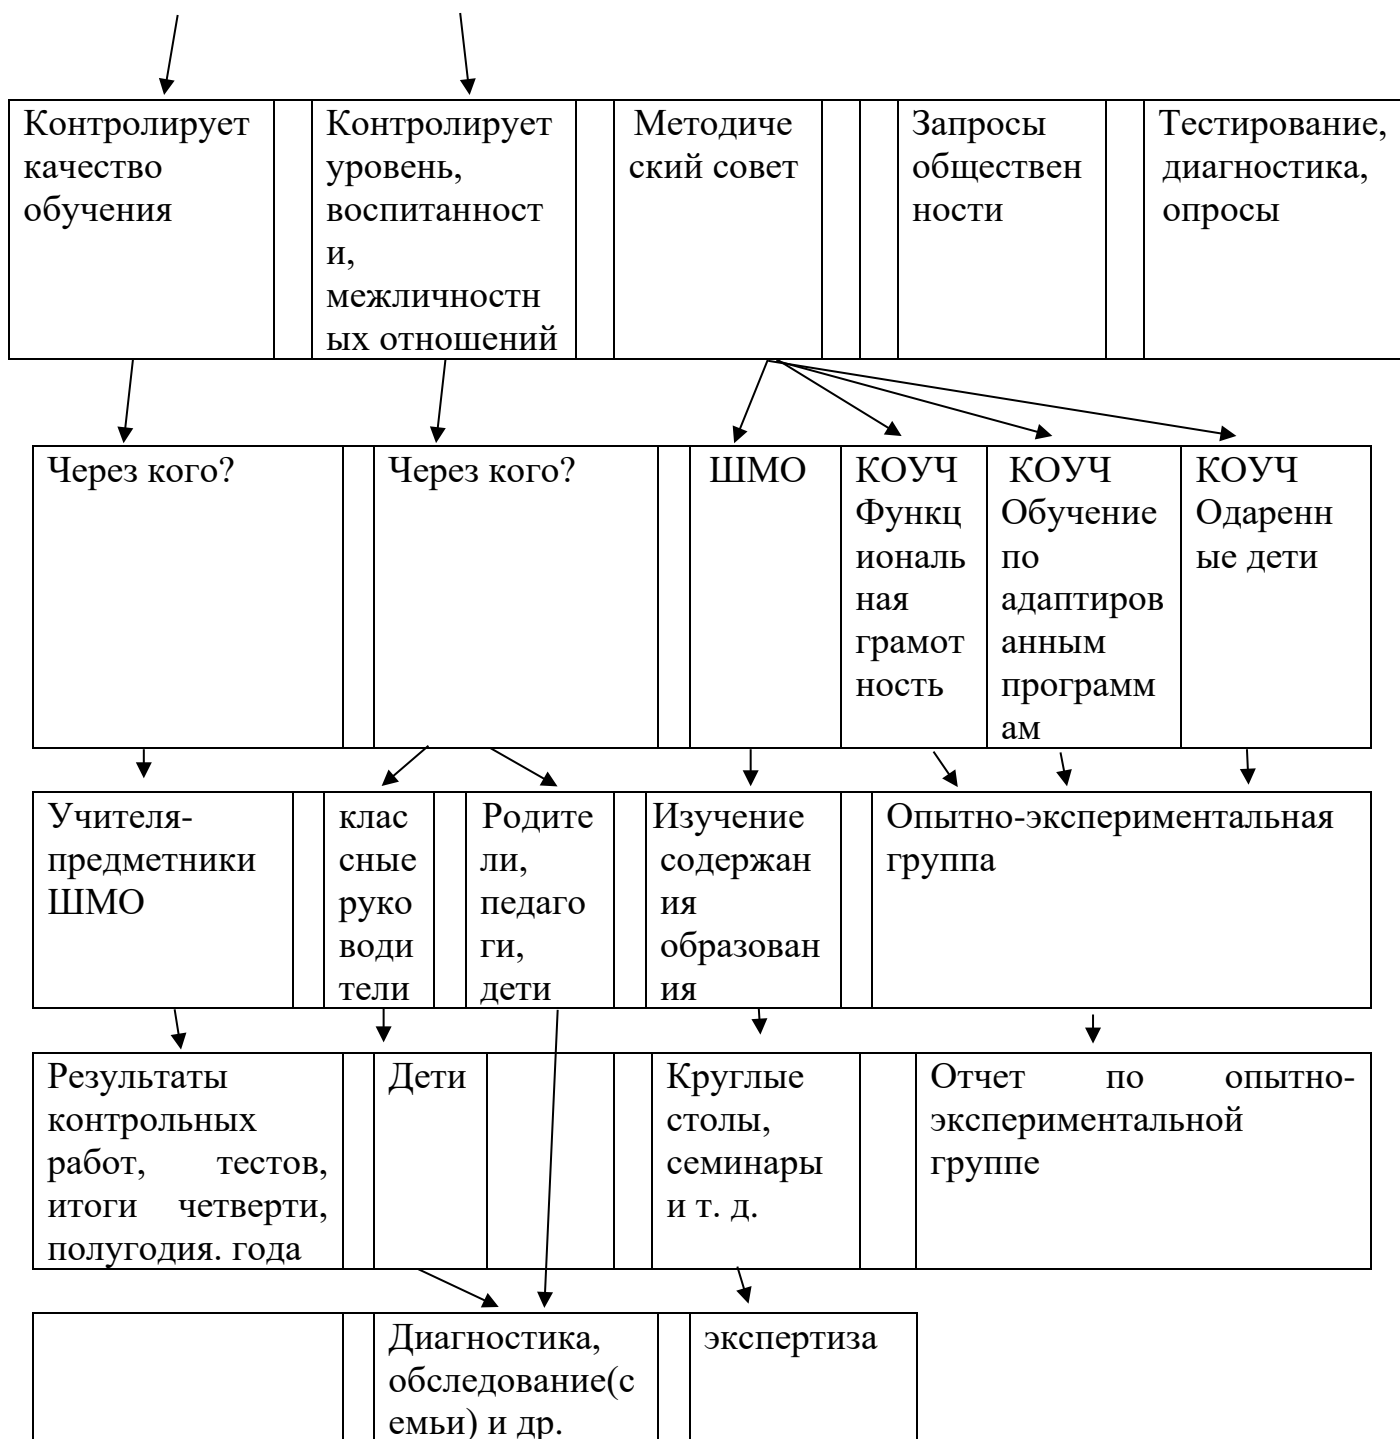 Контролирует
качество
обучения
Контролирует
уровень,
воспитанност
и,
межличностн
ых отношений
Методиче
ский совет
Запросы
обществен
ности
Тестирование,
диагностика,
опросы
Через кого?
Через кого?
ШМО
КОУЧ
Функц
иональ
ная
грамот
ность
КОУЧ
Обучение
по
адаптиров
анным
программ
ам
КОУЧ
Одаренн
ые дети
Учителя-
предметники
ШМО
клас
сные
руко
води
тели
Родите
ли,
педаго
ги,
дети
Изучение
содержан
ия
образован
ия
Опытно-экспериментальная
группа
Результаты
контрольных
работ, тестов,
итоги четверти,
полугодия. года
Дети
Круглые
столы,
семинары
и т. д.
Отчет по опытно-
экспериментальной
группе
Диагностика,
обследование(с
емьи) и др.
экспертиза